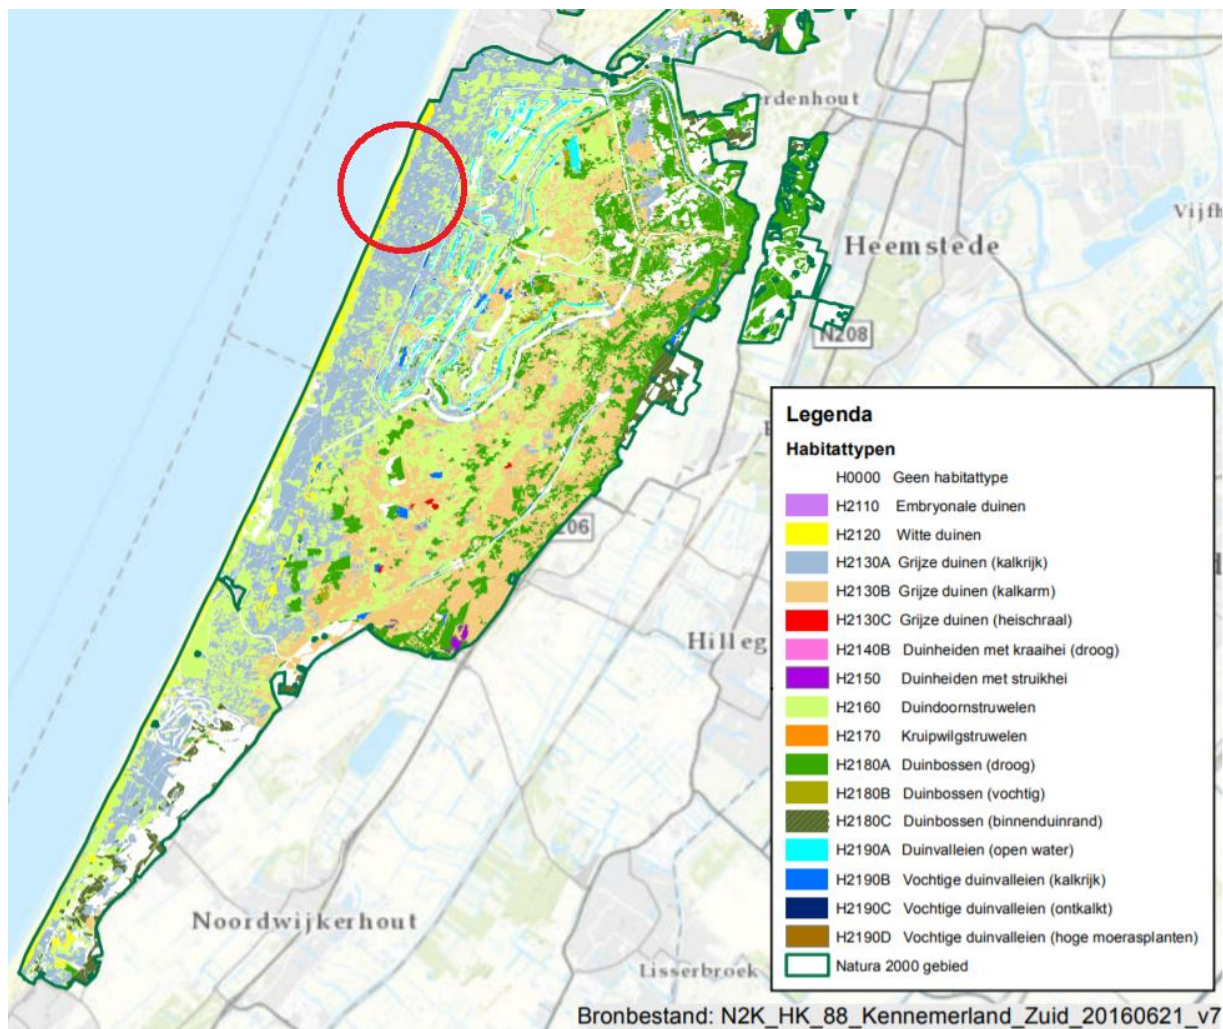 erdenhout
Vijfh
Heemstede
N208
Legenda
Habitattypen
H0000 Geen habitattype
H2110 Embryonale duinen
H2120 Witte duinen
H2130A Grijze duinen (kalkrijk)
H2130B Grijze duinen (kalkarm)
H2130C Grijze duinen (heischraal)
H2140B Duinheiden met kraaihei (droog)
H2150 Duinheiden met struikhei
H2160 Duindoornstruwelen
H2170 Kruipwilgstruwelen
H2180A Duinbossen (droog)
H2180B Duinbossen (vochtig)
H2180C Duinbossen (binnenduinrand)
H2190A Duinvalleien (open water)
H2190B Vochtige duinvalleien (kalkrijk)
H2190C Vochtige duinvalleien (ontkalkt)
H2190D Vochtige duinvalleien (hoge moerasplanten)
Natura 2000 gebied
06
Hilleg
Noordwijkerhout
Lisserbroek
Bronbestand: N2K_HK_88_Kennemerland_Zuid_20160621_v7